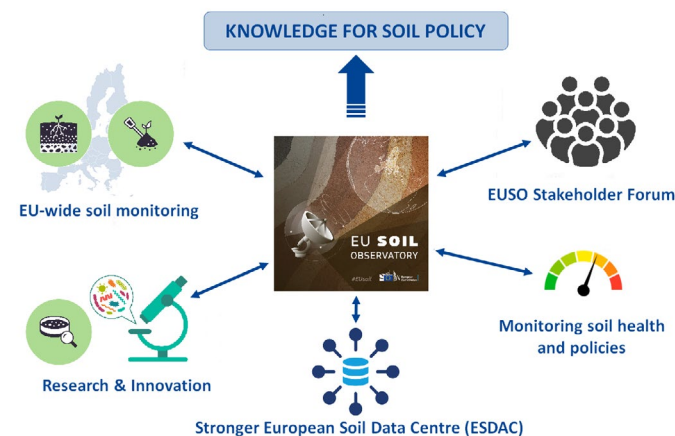 KNOWLEDGE FOR SOIL POLICY
EU-wide soil monitoring
EUSO Stakeholder Forum
EU SOIL
OBSERVATORY
Monitoring soil health
and policies
Research & Innovation
Stronger European Soil Data Centre (ESDAC)